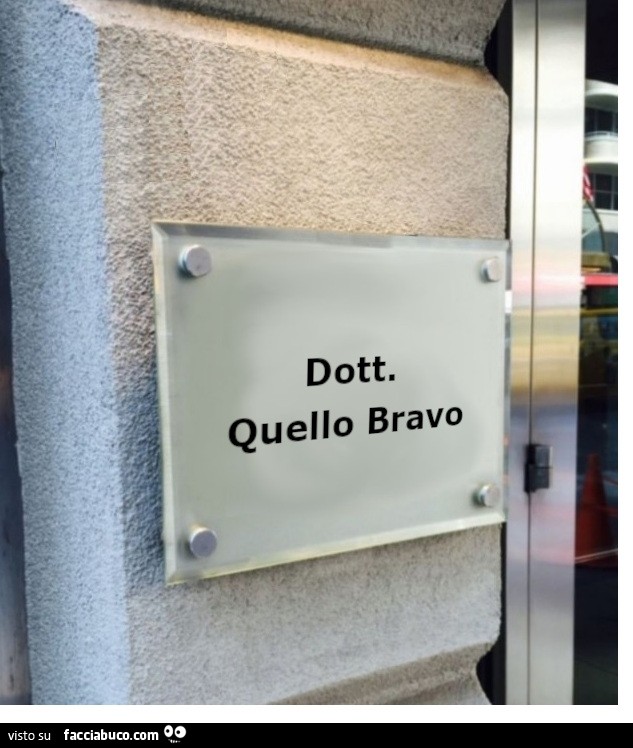 Dott.
Quello Bravo
visto su facciabuco.com